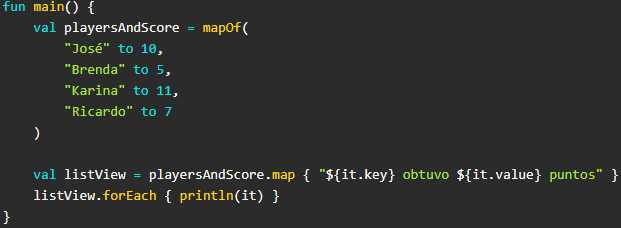 fun main() {
    val playersAndScore = mapOf(
        "José" to 10,
        "Brenda" to 5,
        "Karina" to 11,
        "Ricardo" to 7
    )

    val listView = playersAndScore.map { "${it.key} obtuvo ${it.value} puntos" }
    listView.forEach { println(it) }
}